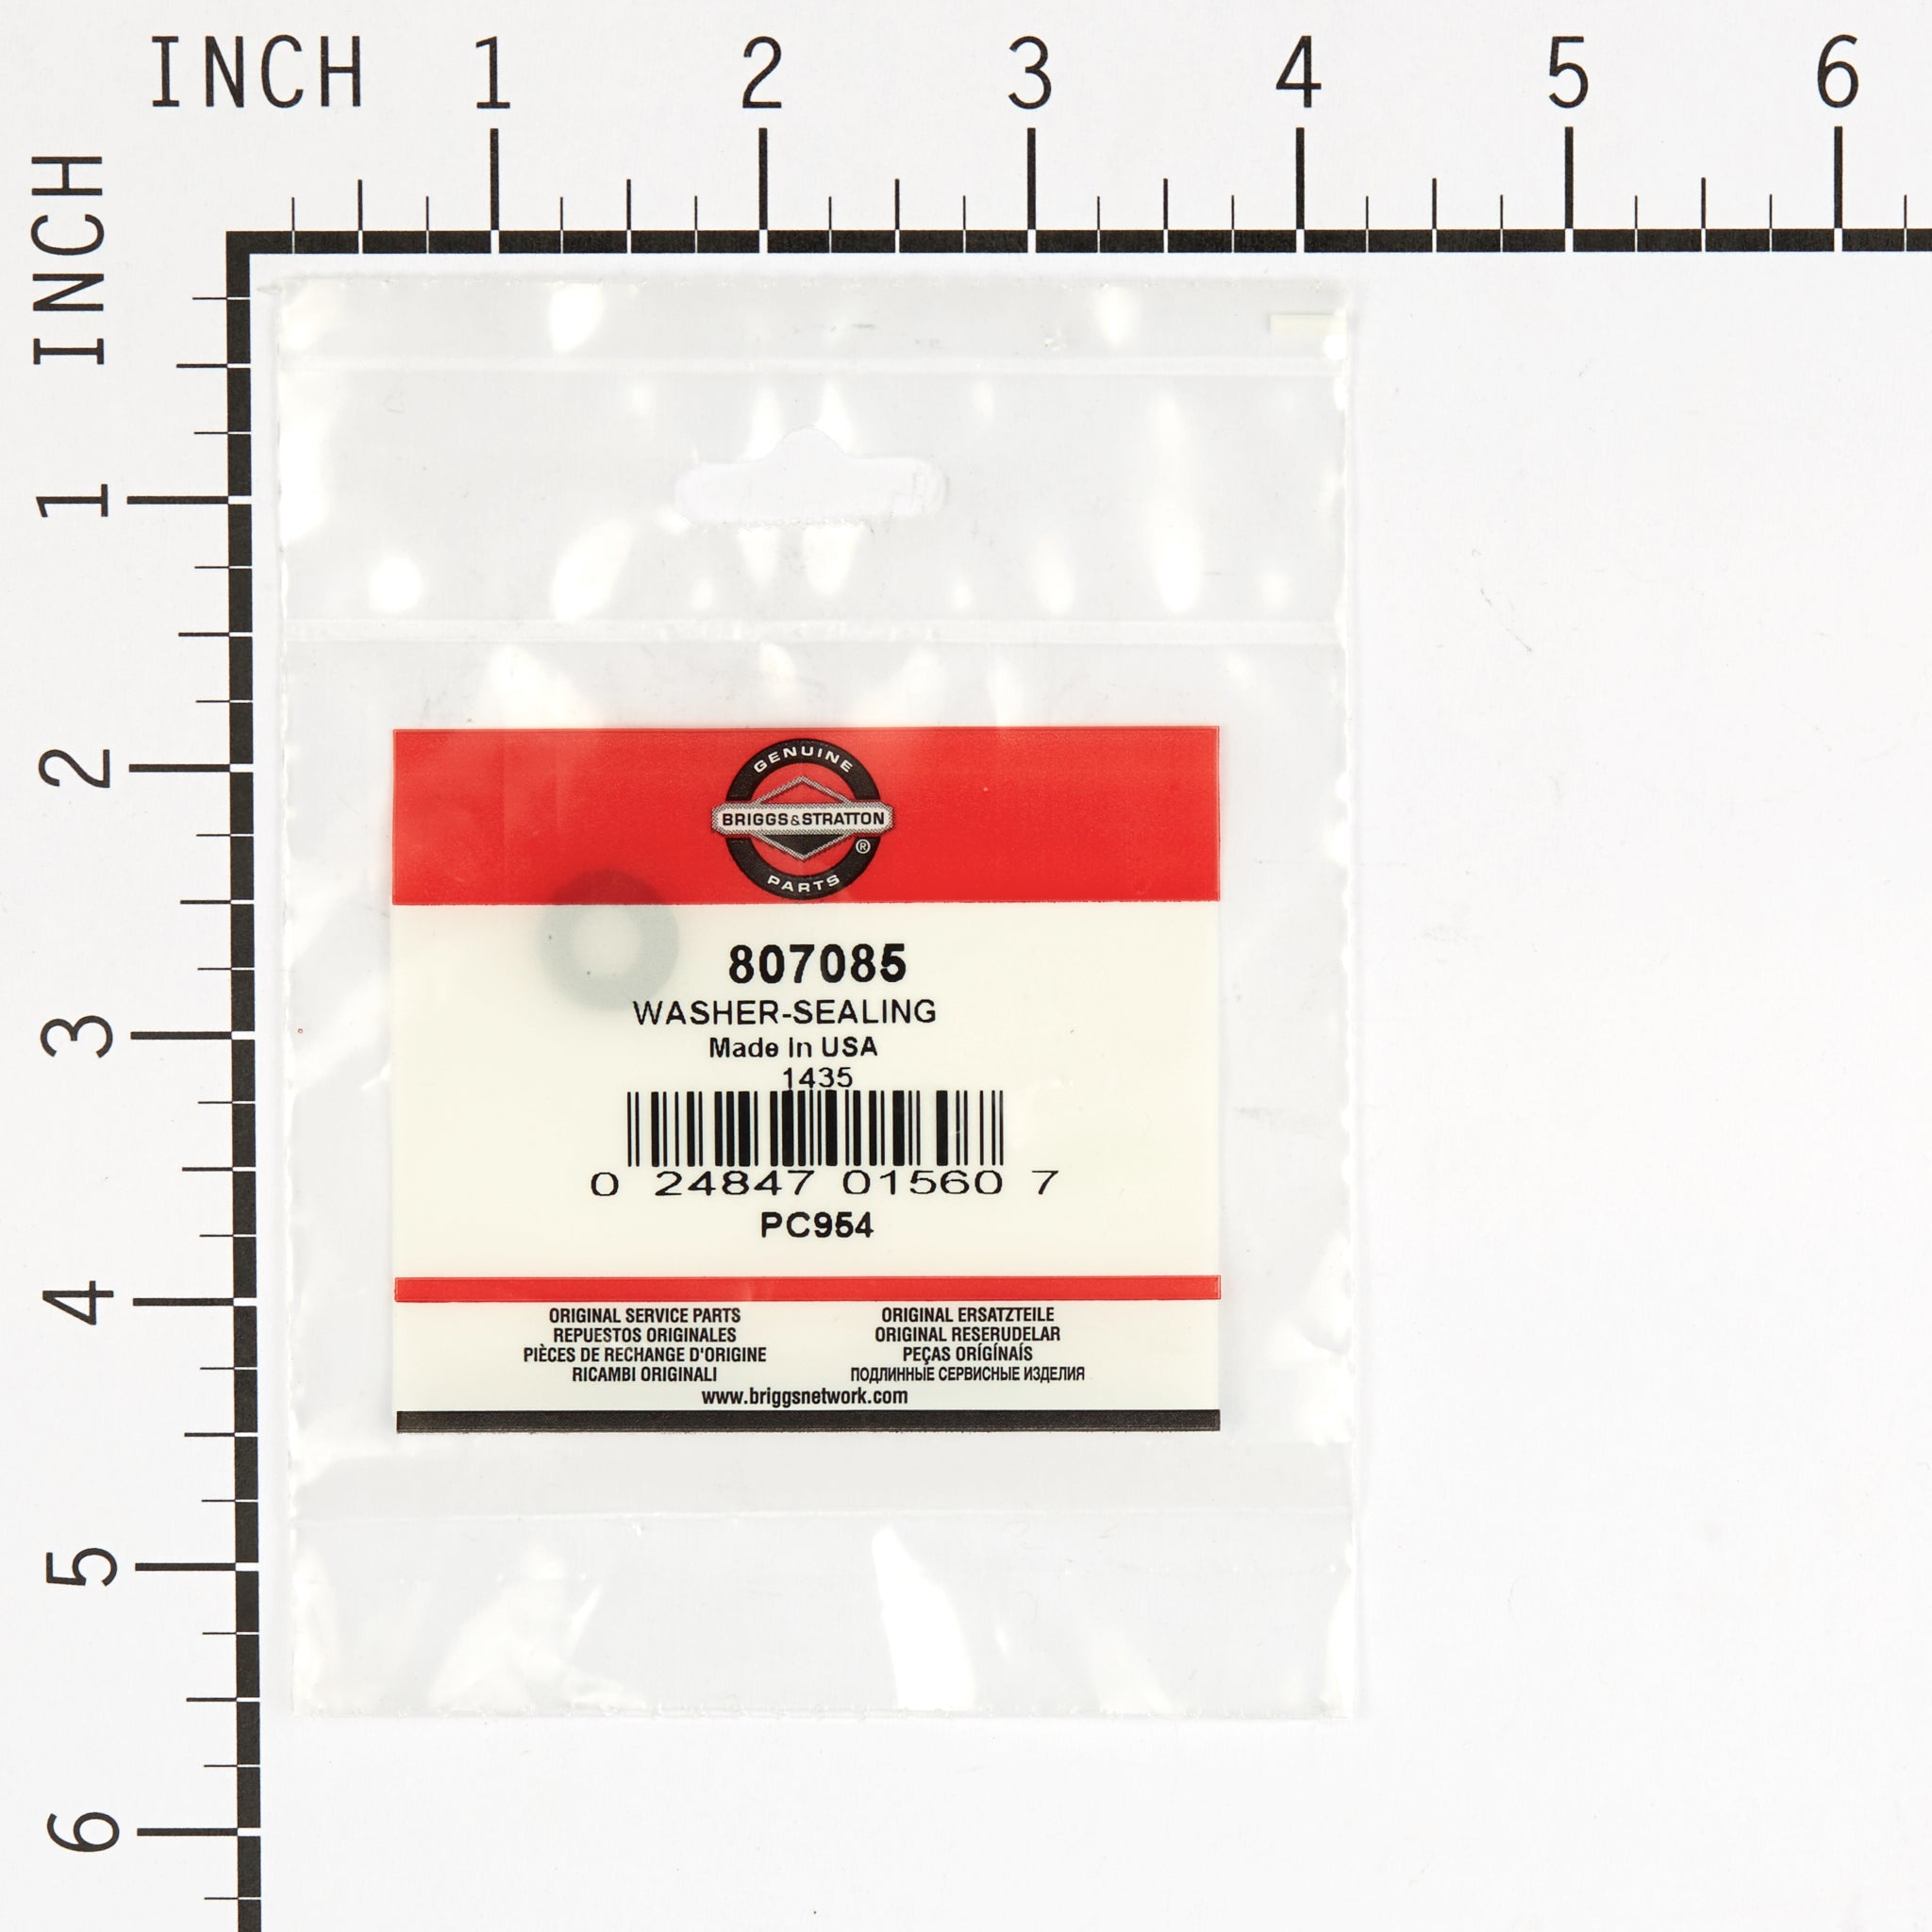 INCH 1 2 3 4 5 6
INCH 1 2 3 4 5 6
GENUINE
BRIGGS&STRATTON
®
PARTS
807085
WASHER-SEALING
Made in USA
1435
0 24847 01560 7
PC954
ORIGINAL SERVICE PARTS
REPUESTOS ORIGINALES
PIÈCES DE RECHANGE D'ORIGINE
RICAMBI ORIGINALI
ORIGINAL ERSATZTEILE
ORIGINAL RESERUDELAR
PEÇAS ORÍGÍNAÍS
ПОДЛИННЫЕ СЕРВИСНЫЕ ИЗДЕЛИЯ
www.briggsnetwork.com